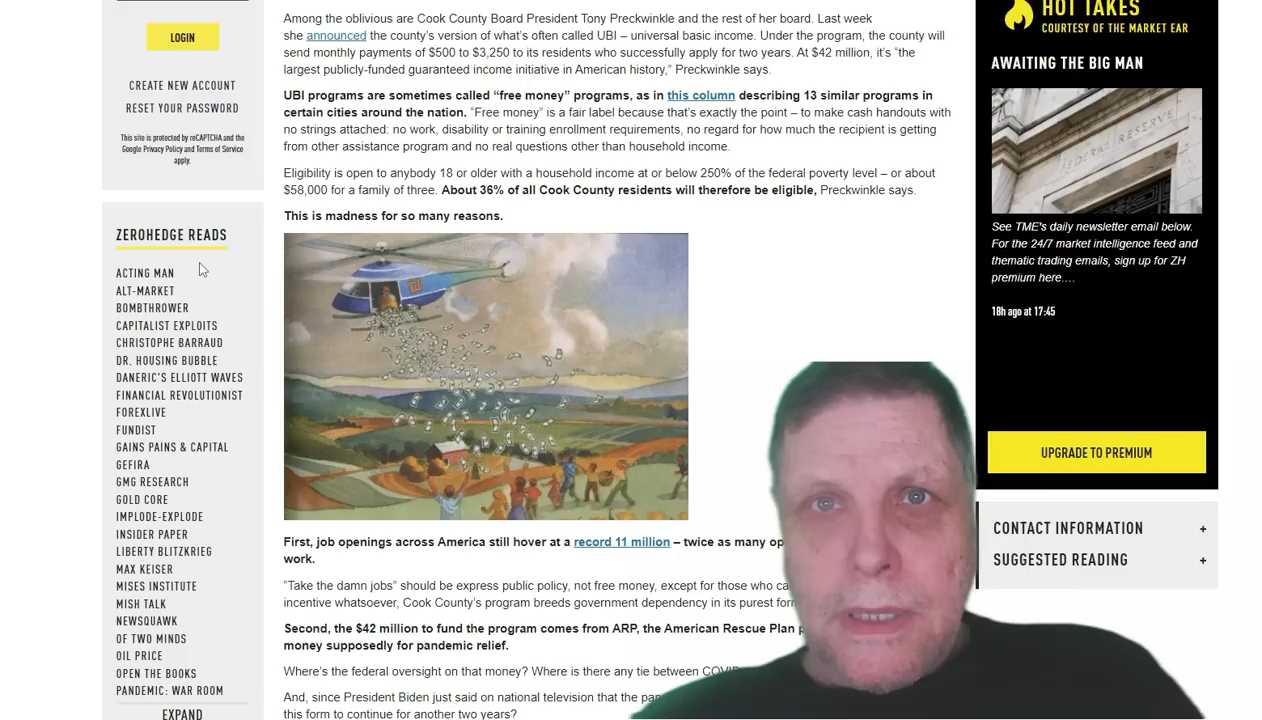 LOGIN
CREATE NEW ACCOUNT
RESET YOUR PASSWORD
This site is protected by reCAPTCHA and the
Google Privacy Policy and Terms of Service
apply.
ZEROHEDGE READS
ACTING MAN
ALT-MARKET
BOMBTHROWER
CAPITALIST EXPLOITS
CHRISTOPHE BARRAUD
DR. HOUSING BUBBLE
DANERIC'S ELLIOTT WAVES
FINANCIAL REVOLUTIONIST
FOREXLIVE
FUNDIST
GAINS PAINS & CAPITAL
GEFIRA
GMG RESEARCH
GOLD CORE
IMPLODE-EXPLODE
INSIDER PAPER
LIBERTY BLITZKRIEG
MAX KEISER
MISES INSTITUTE
MISH TALK
NEWSQUAWK
OF TWO MINDS
OIL PRICE
OPEN THE BOOKS
PANDEMIC: WAR ROOM
EXPAND
Among the oblivious are Cook County Board President Tony Preckwinkle and the rest of her board. Last week
she announced the county's version of what's often called UBI – universal basic income. Under the program, the county will
send monthly payments of $500 to $3,250 to its residents who successfully apply for two years. At $42 million, it's “the
largest publicly-funded guaranteed income initiative in American history,” Preckwinkle says.
UBI programs are sometimes called “free money” programs, as in this column describing 13 similar programs in
certain cities around the nation. “Free money” is a fair label because that's exactly the point – to make cash handouts with
no strings attached: no work, disability or training enrollment requirements, no regard for how much the recipient is getting
from other assistance program and no real questions other than household income.
Eligibility is open to anybody 18 or older with a household income at or below 250% of the federal poverty level – or about
$58,000 for a family of three. About 36% of all Cook County residents will therefore be eligible, Preckwinkle says.
This is madness for so many reasons.
First, job openings across America still hover at a record 11 million – twice as many op
work.
“Take the damn jobs” should be express public policy, not free money, except for those who ca
incentive whatsoever, Cook County's program breeds government dependency in its purest for
Second, the $42 million to fund the program comes from ARP, the American Rescue Plan
money supposedly for pandemic relief.
Where's the federal oversight on that money? Where is there any tie between COVID
And, since President Biden just said on national television that the pan
this form to continue for another two years?
HOT TAKES
COURTESY OF THE MARKET EAR
AWAITING THE BIG MAN
FEDERAL RESERVE
See TME's daily newsletter email below.
For the 24/7 market intelligence feed and
thematic trading emails, sign up for ZH
premium here....
18h ago at 17:45
UPGRADE TO PREMIUM
CONTACT INFORMATION +
SUGGESTED READING +